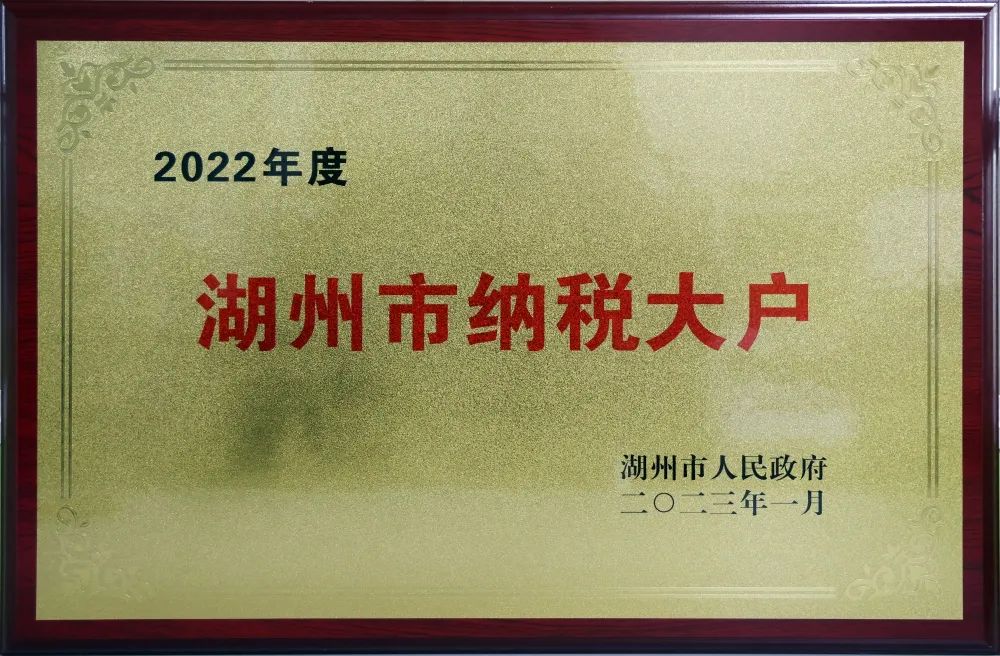 2022年度
湖州市纳税大户
湖州市人民政府
二〇二三年一月